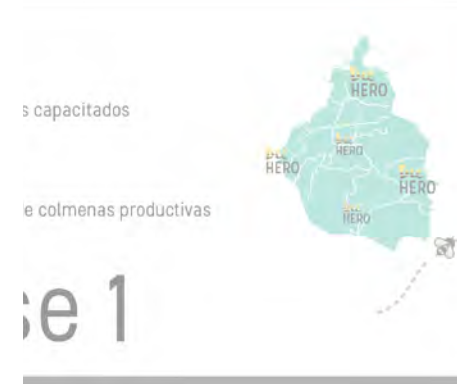 HERO
s capacitados
HERO
HERO
HERO
e colmenas productivas
HERO
se 1